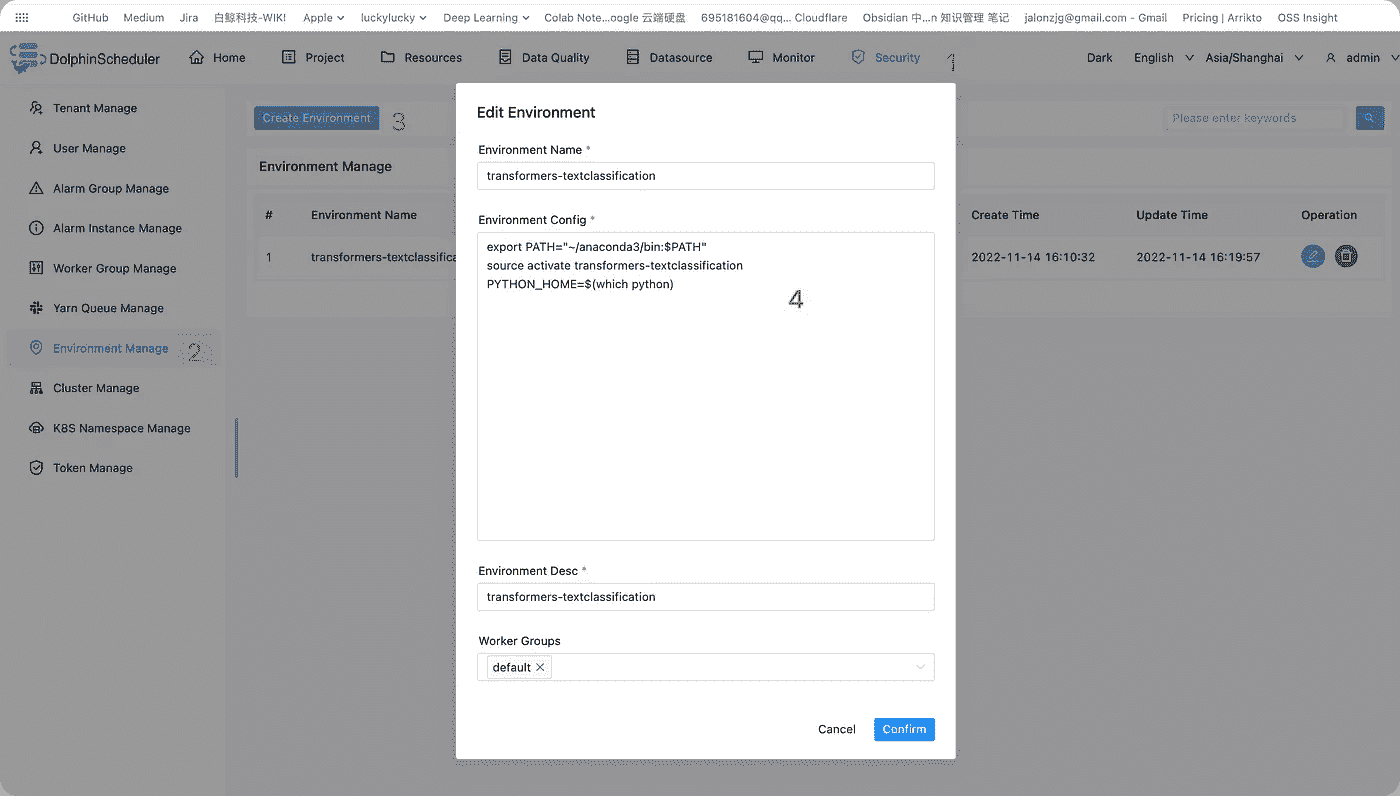 GitHub Medium Jira 白鲸科技-WIKI Apple luckylucky Deep Learning Colab Note...oogle 云端硬盘 695181604@qq... Cloudflare Obsidian 中...n 知识管理 笔记 jalonzjg@gmail.com - Gmail Pricing | Arrikto OSS Insight
DolphinScheduler Home Project Resources Data Quality Datasource Monitor Security 1 Dark English Asia/Shanghai admin
Tenant Manage
User Manage
Alarm Group Manage
Alarm Instance Manage
Worker Group Manage
Yarn Queue Manage
Environment Manage 2
Cluster Manage
K8S Namespace Manage
Token Manage
Create Environment 3 Please enter keywords
Environment Manage
# Environment Name Create Time Update Time Operation
1 transformers-textclassifica 2022-11-14 16:10:32 2022-11-14 16:19:57
Edit Environment
Environment Name *
transformers-textclassification
Environment Config *
export PATH="~/anaconda3/bin:$PATH"
source activate transformers-textclassification
PYTHON_HOME=$(which python)
4
Environment Desc *
transformers-textclassification
Worker Groups
default
Cancel Confirm